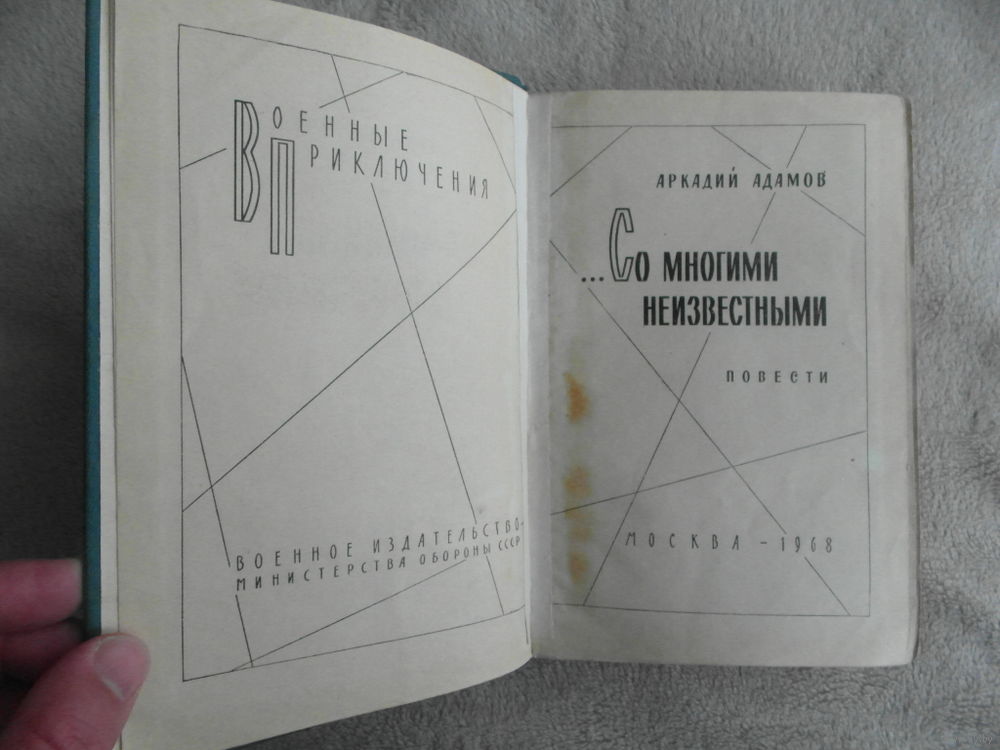 Военные
Приключения
ВОЕННОЕ ИЗДАТЕЛЬСТВО
МИНИСТЕРСТВА ОБОРОНЫ СССР
АРКАДИЙ АДАМОВ
...Со МНОГИМИ
НЕИЗВЕСТНЫМИ
ПОВЕСТИ
МОСКВА – 1968